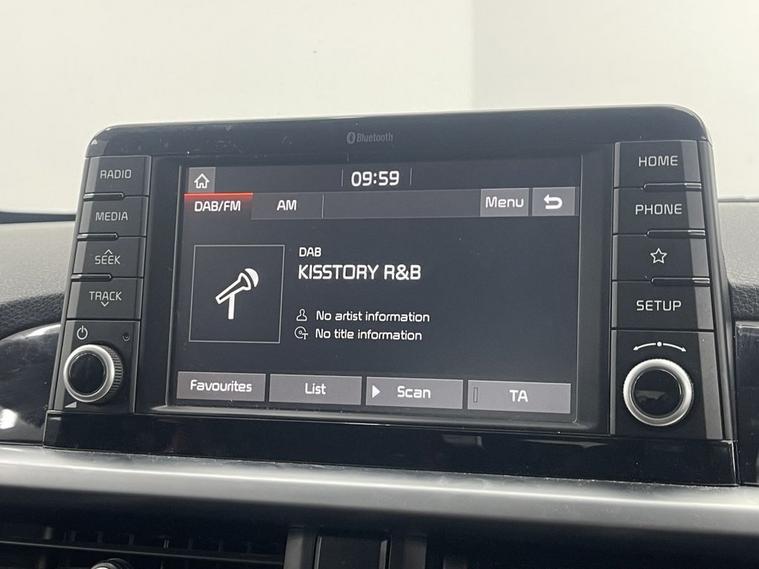 Bluetooth
RADIO
MEDIA
SEEK
TRACK
09:59
DAB/FM
AM
Menu
DAB
KISSTORY R&B
No artist information
No title information
Favourites
List
Scan
TA
HOME
PHONE
SETUP